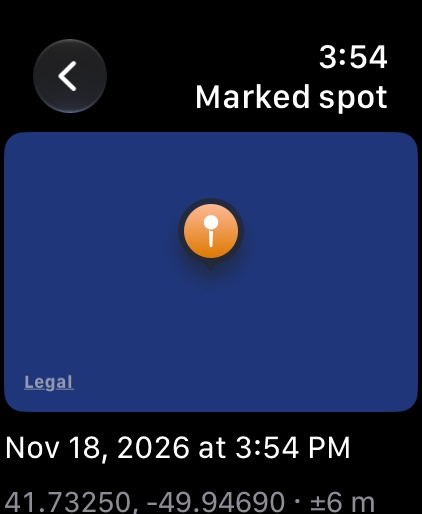 3:54
Marked spot
Legal
Nov 18, 2026 at 3:54 PM
41.73250, -49.94690 · ±6 m